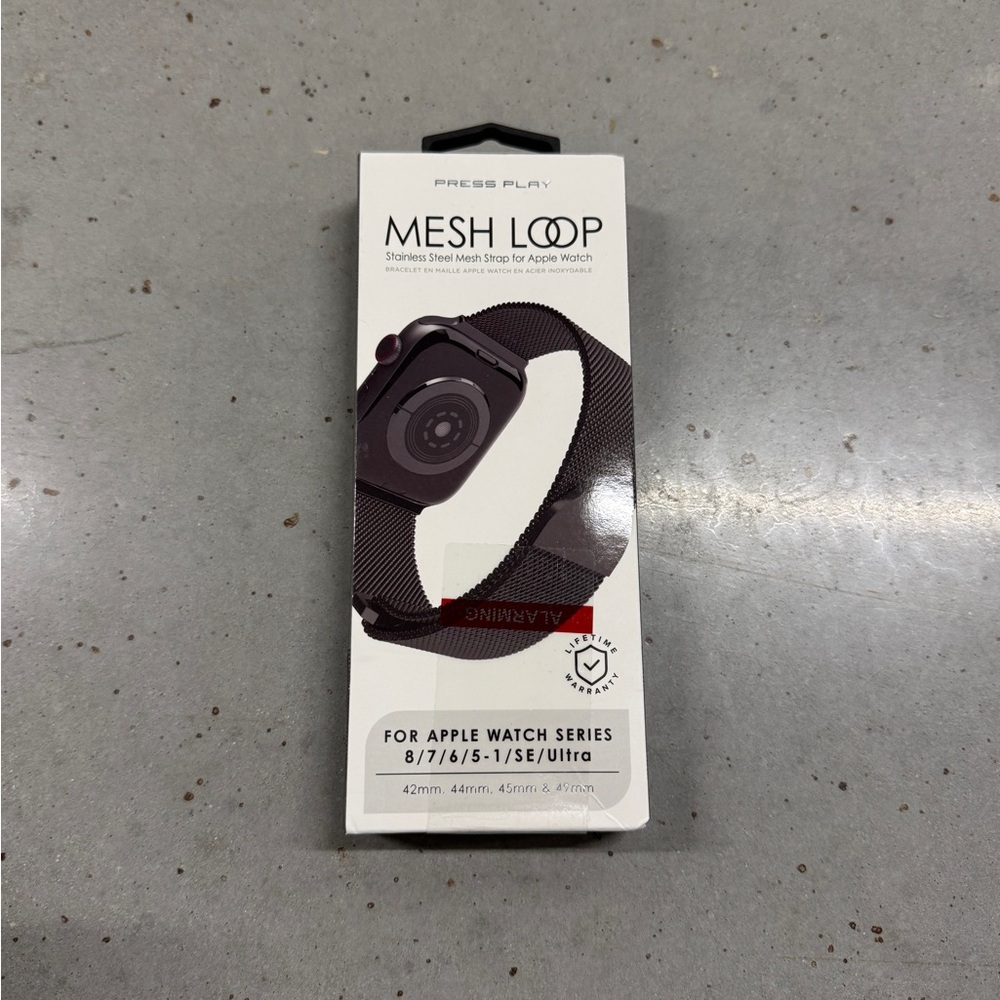 PRESS PLAY
MESH LOOP
Stainless Steel Mesh Strap for Apple Watch
BRACELET EN MAILLE APPLE WATCH EN ACIER INOXYDABLE
ALARMING
LIFETIME
WARRANTY
FOR APPLE WATCH SERIES
8/7/6/5-1/SE/Ultra
42mm, 44mm, 45mm & 49mm